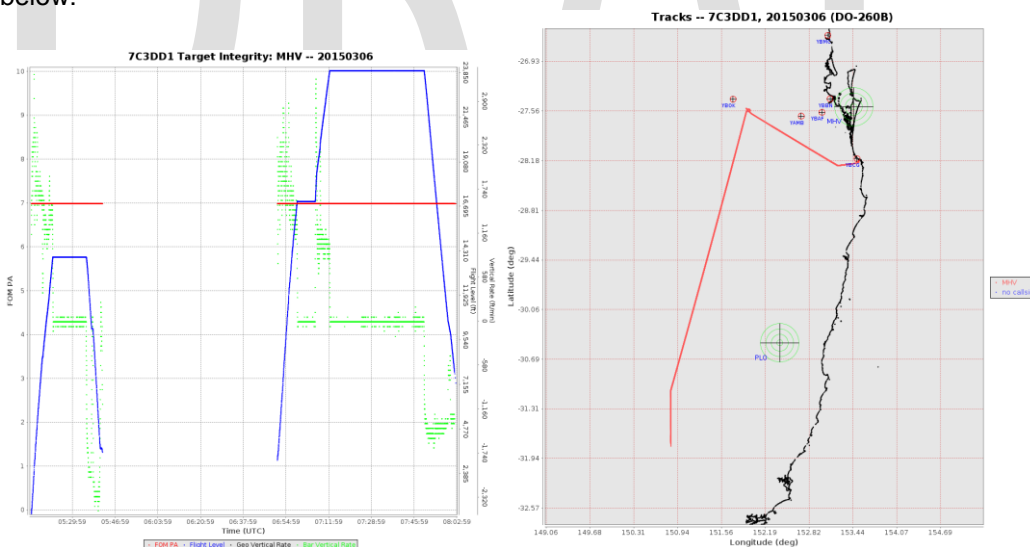 below.
7C3DD1 Target Integrity: MHV -- 20150306
10
9
8
7
6
5
4
3
2
1
0
FOM PA
23,850
21,465
19,080
16,695
14,310
11,925
9,540
7,155
4,770
2,385
Flight Level (ft)
2,900
2,320
1,740
1,160
580
0
-580
-1,160
-1,740
-2,320
Vertical Rate (ft/min)
05:29:59 05:46:59 06:03:59 06:20:59 06:37:59 06:54:59 07:11:59 07:28:59 07:45:59 08:02:59
Time (UTC)
FOM PA Flight Level Geo Vertical Rate Bar Vertical Rate
Tracks -- 7C3DD1, 20150306 (DO-260B)
-26.93
-27.56
-28.18
-28.81
-29.44
-30.06
-30.69
-31.31
-31.94
-32.57
Latitude (deg)
YBOK
YAMB
YBAF
MHV
YBCG
PLO
149.06 149.68 150.31 150.94 151.56 152.19 152.82 153.44 154.07 154.69
Longitude (deg)
MHV
no callsi